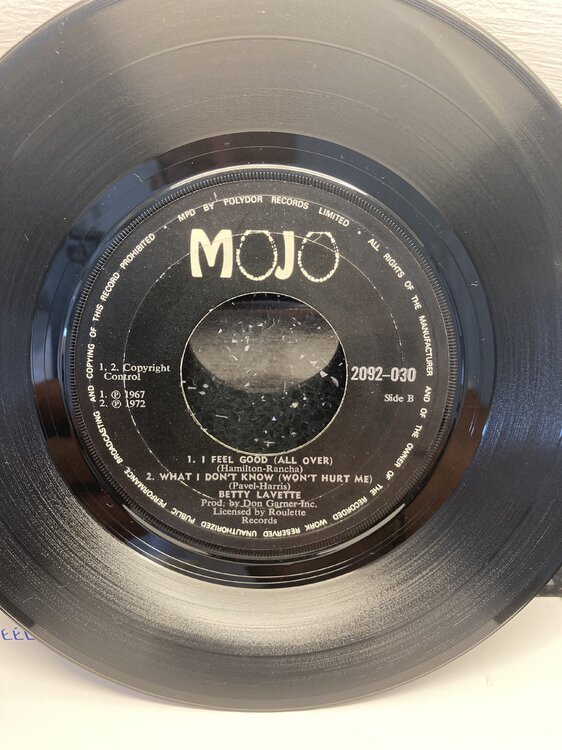 MFD BY POLYDOR RECORDS LIMITED · ALL RIGHTS OF THE MANUFACTURER AND OF THE OWNER OF THE RECORDED WORK RESERVED UNAUTHORIZED PUBLIC PERFORMANCE, BROADCASTING AND COPYING OF THIS RECORD PROHIBITED ·
MOJO
1. 2. Copyright
Control
1. ℗ 1967
2. ℗ 1972
2092-030
Side B
1. I FEEL GOOD (ALL OVER)
(Hamilton-Rancha)
2. WHAT I DON'T KNOW (WON'T HURT ME)
(Pavel-Harris)
BETTY LAVETTE
Prod. by Don Garner-Inc.
Licensed by Roulette
Records